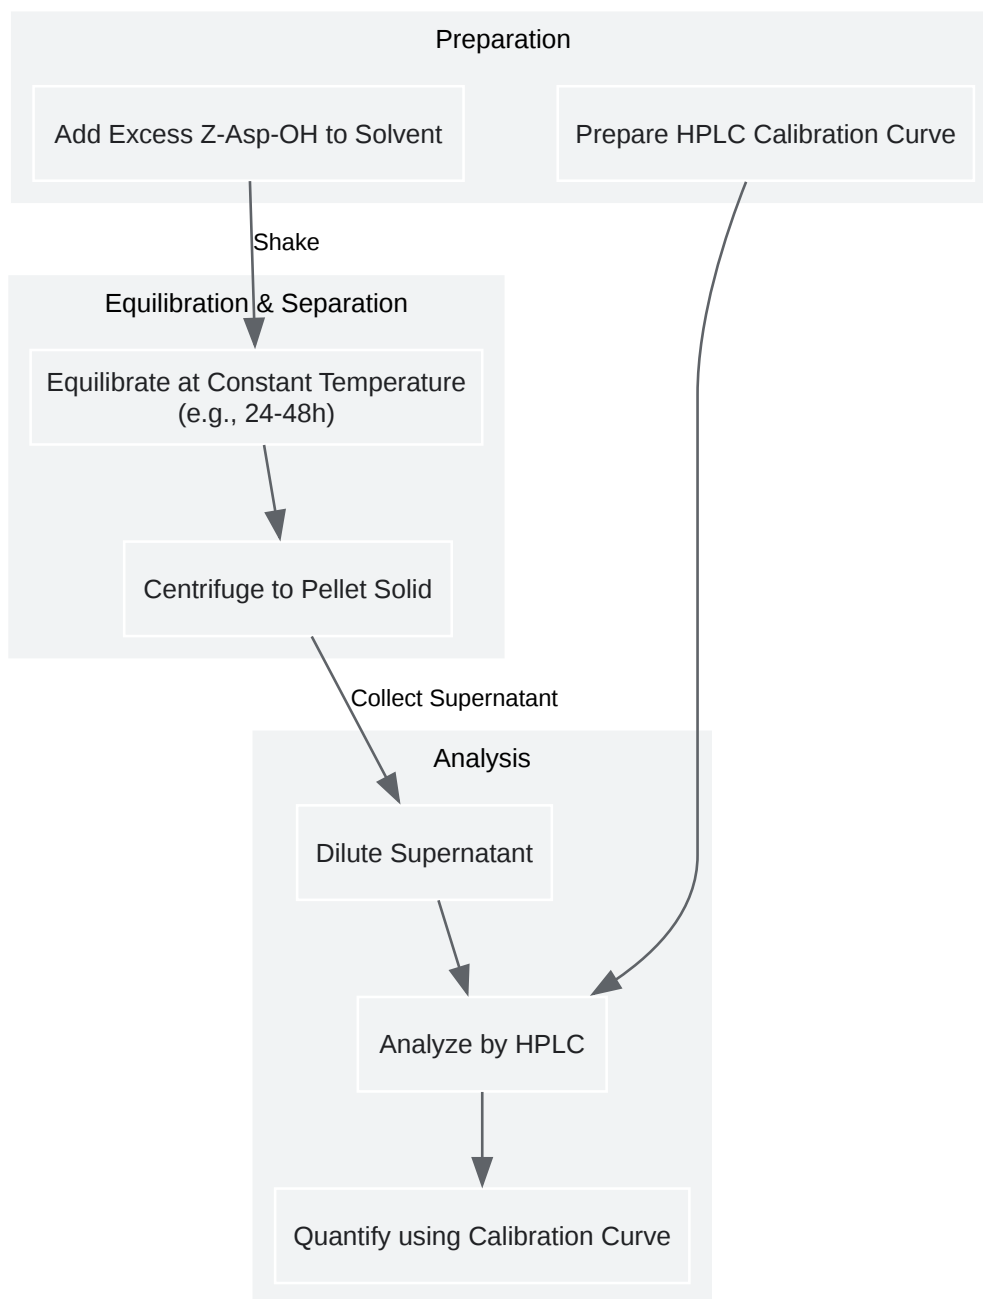 Preparation
Add Excess Z-Asp-OH to Solvent
Prepare HPLC Calibration Curve
Shake
Equilibration & Separation
Equilibrate at Constant Temperature
(e.g., 24-48h)
Centrifuge to Pellet Solid
Collect Supernatant
Analysis
Dilute Supernatant
Analyze by HPLC
Quantify using Calibration Curve